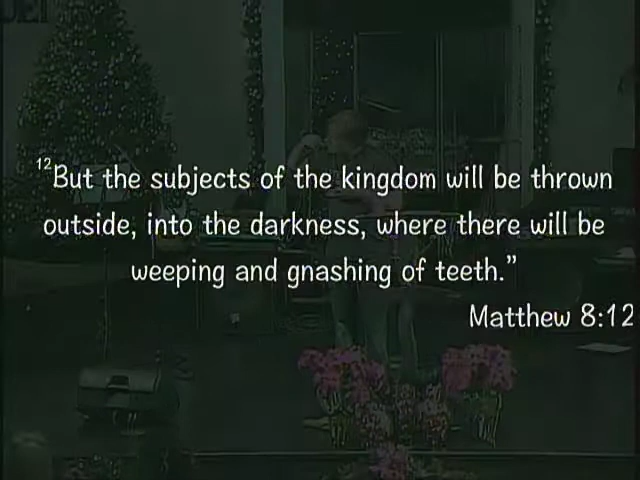 12But the subjects of the kingdom will be thrown
outside, into the darkness, where there will be
weeping and gnashing of teeth.”
Matthew 8:12